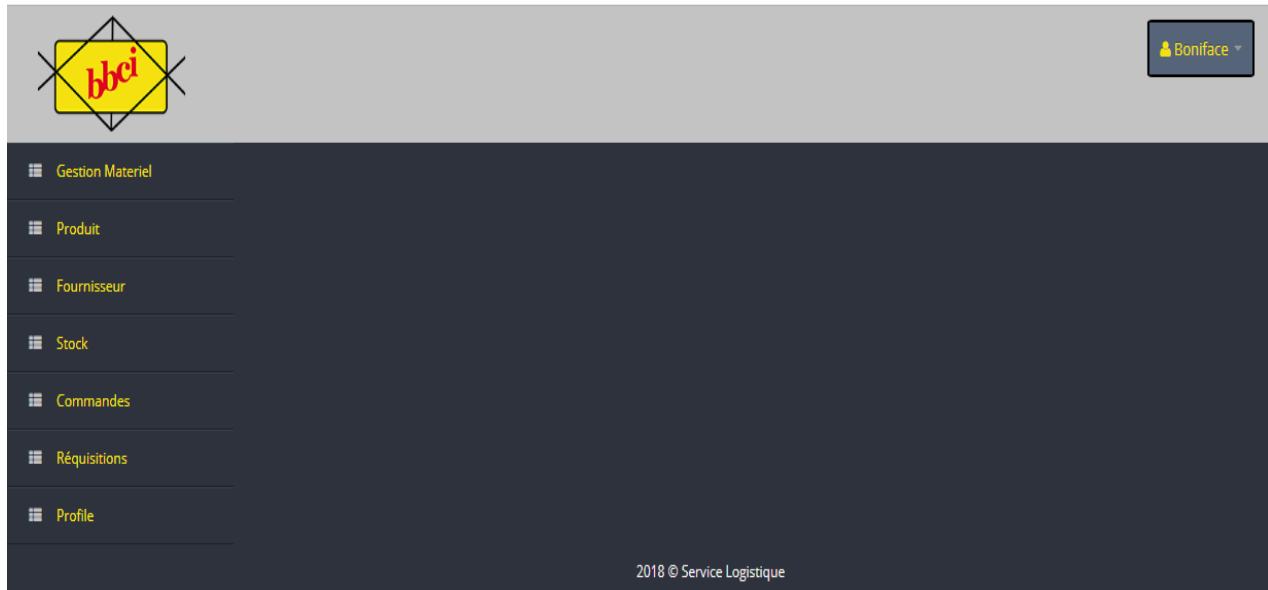 bbci
Boniface
Gestion Materiel
Produit
Fournisseur
Stock
Commandes
Réquisitions
Profile
2018 © Service Logistique